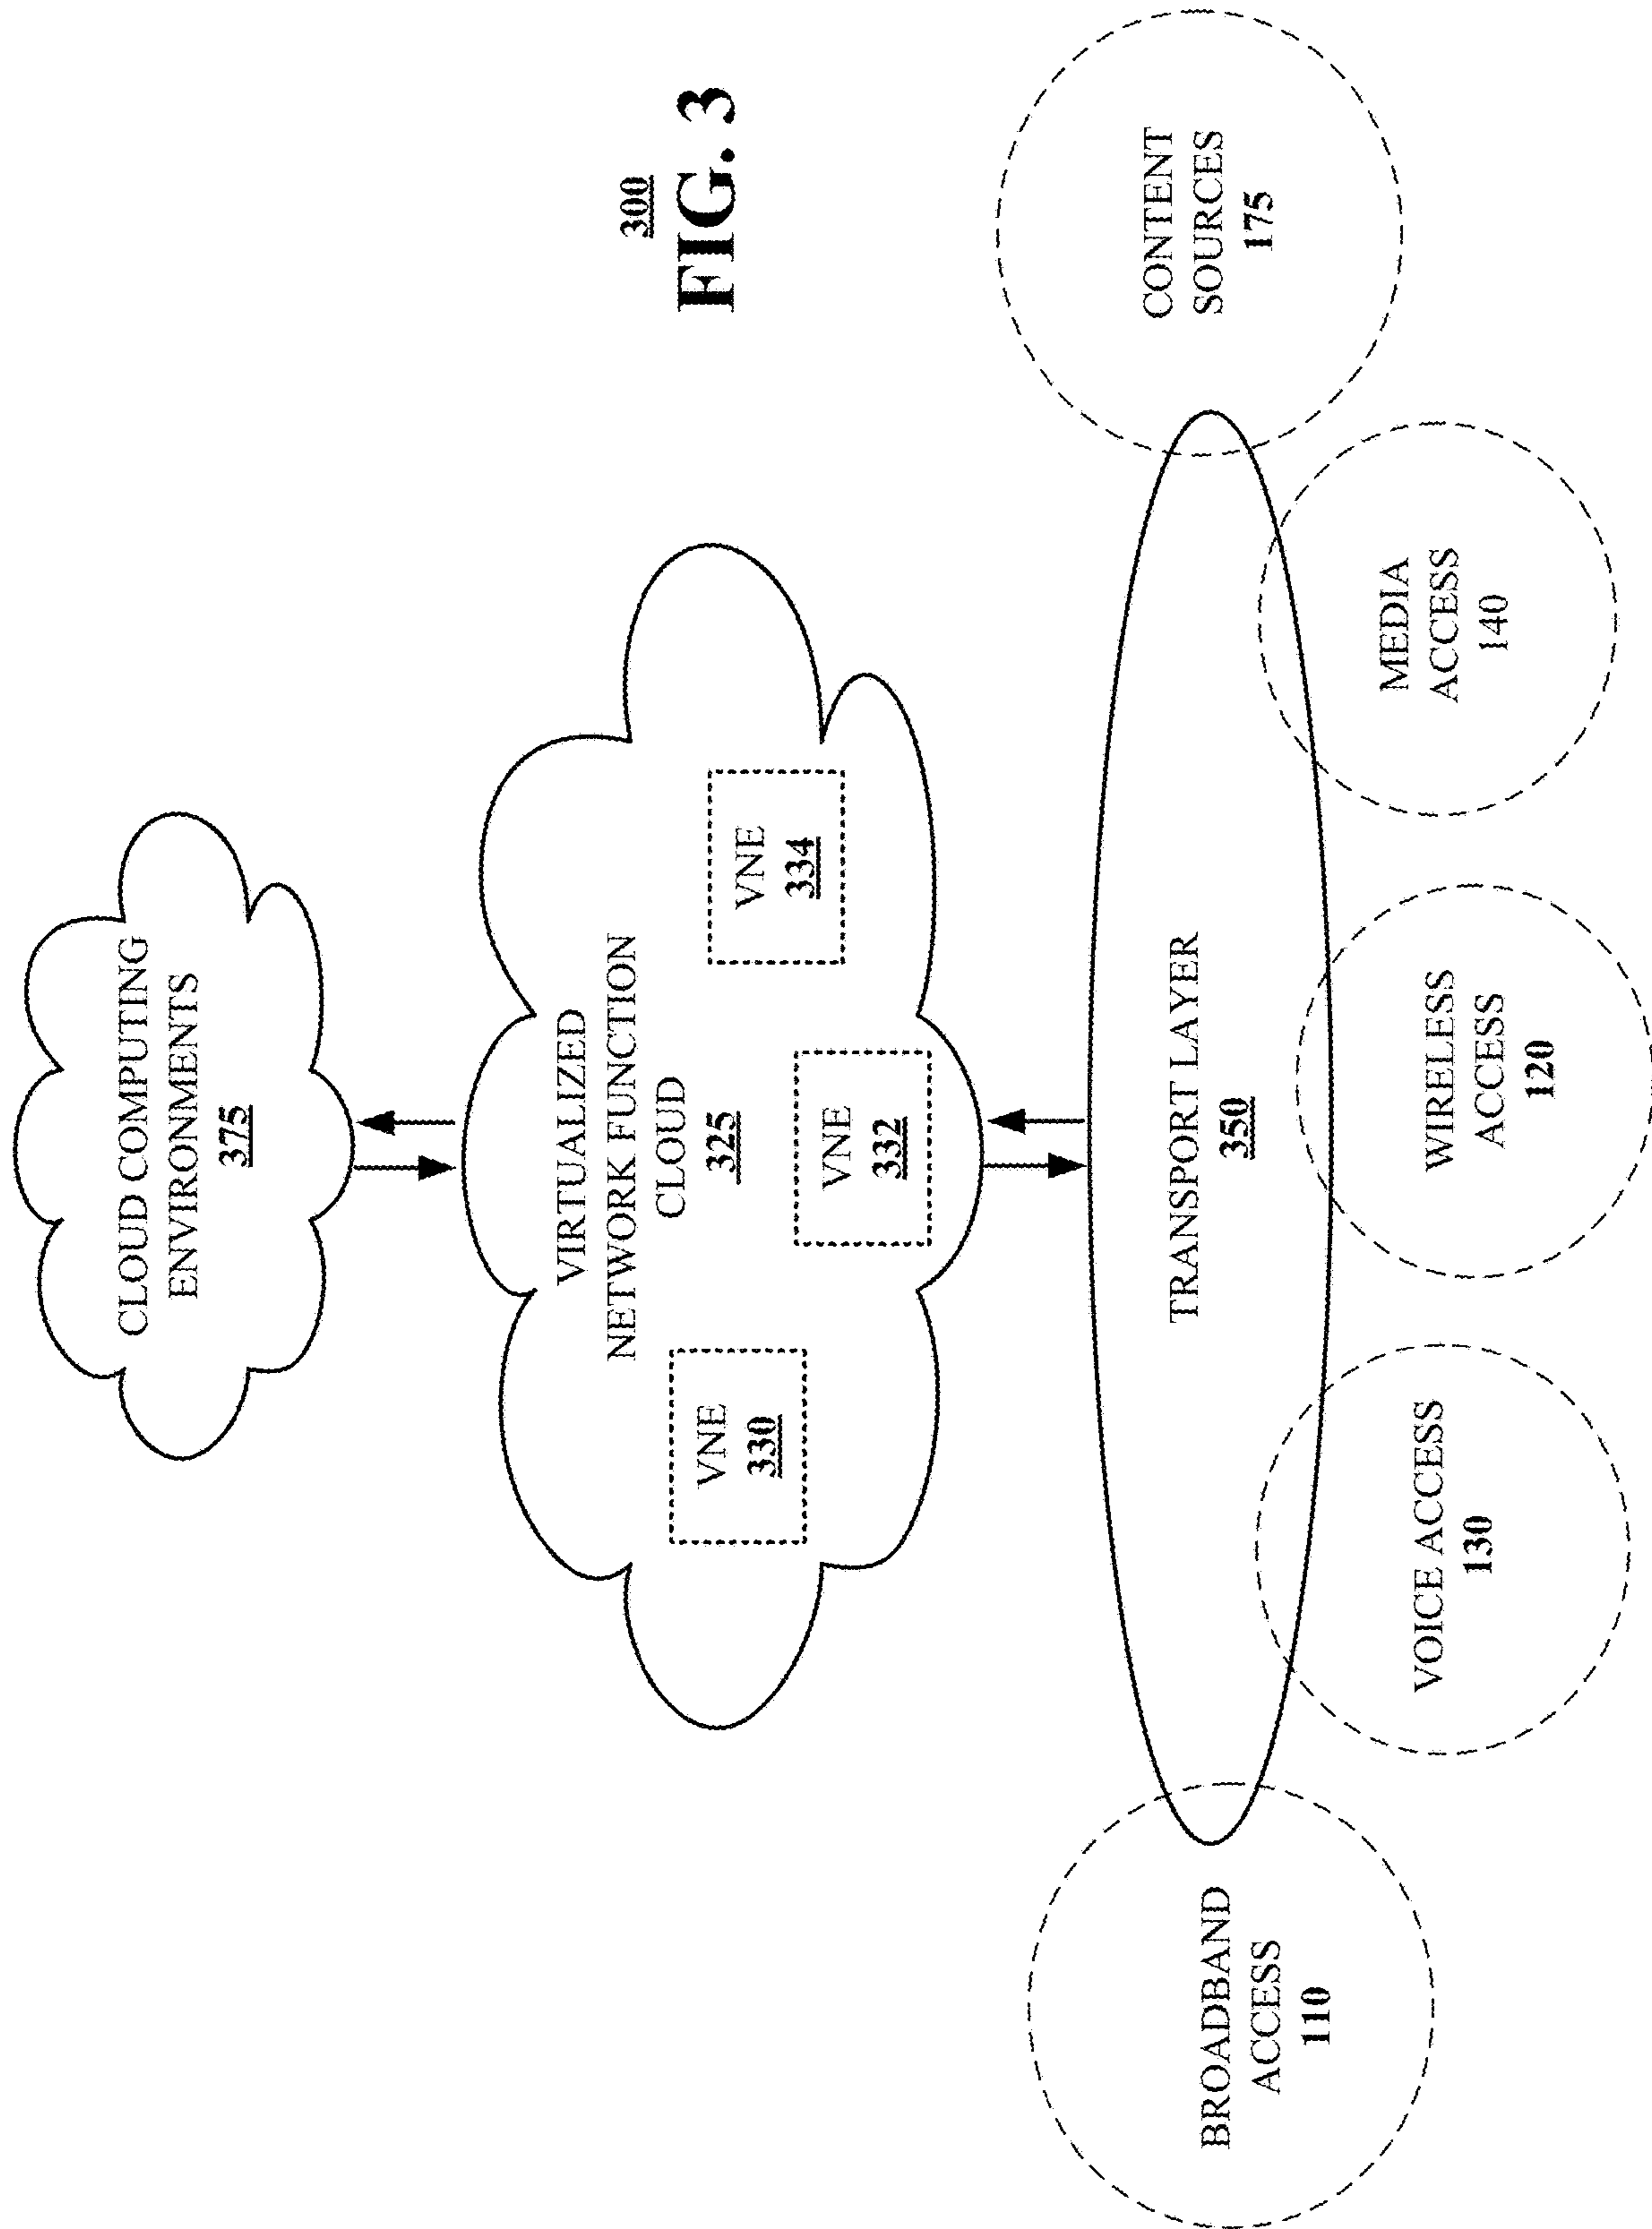 CLOUD COMPUTING
ENVIRONMENTS
375
VIRTUALIZED
NETWORK FUNCTION
CLOUD
325
VNE
330
VNE
332
VNE
334
300
FIG. 3
TRANSPORT LAYER
350
BROADBAND
ACCESS
110
VOICE ACCESS
130
WIRELESS
ACCESS
120
MEDIA
ACCESS
140
CONTENT
SOURCES
175